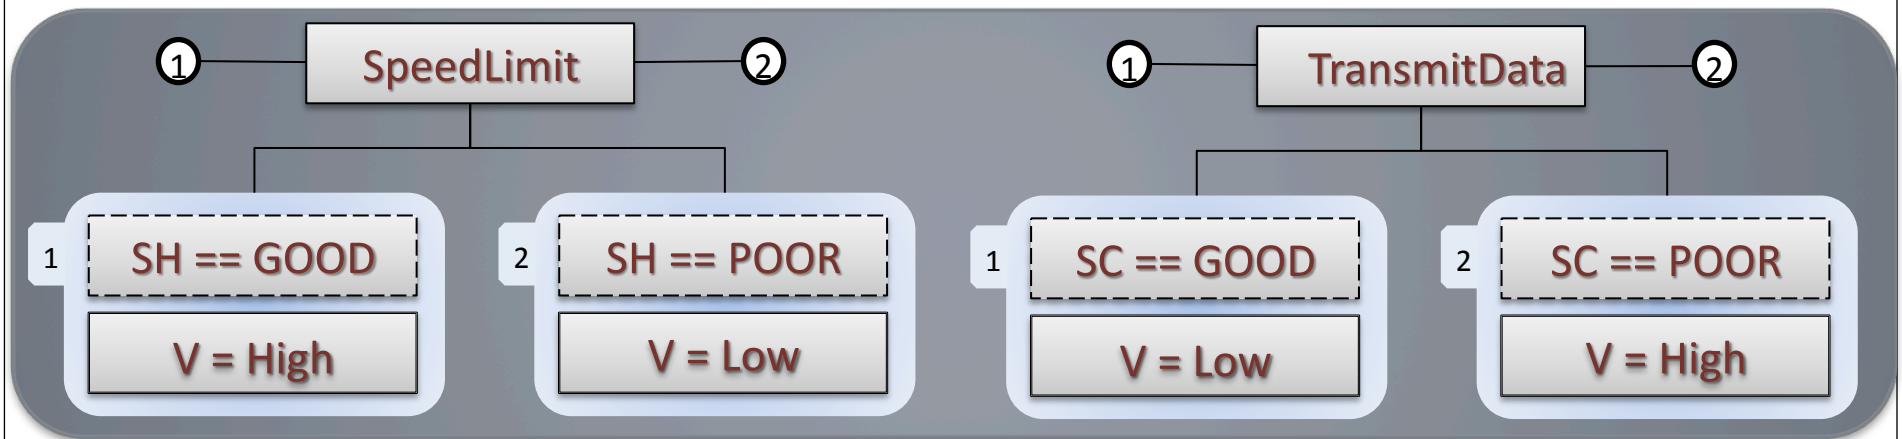 1 SpeedLimit 2
1 SH == GOOD
V = High
2 SH == POOR
V = Low
1 TransmitData 2
1 SC == GOOD
V = Low
2 SC == POOR
V = High